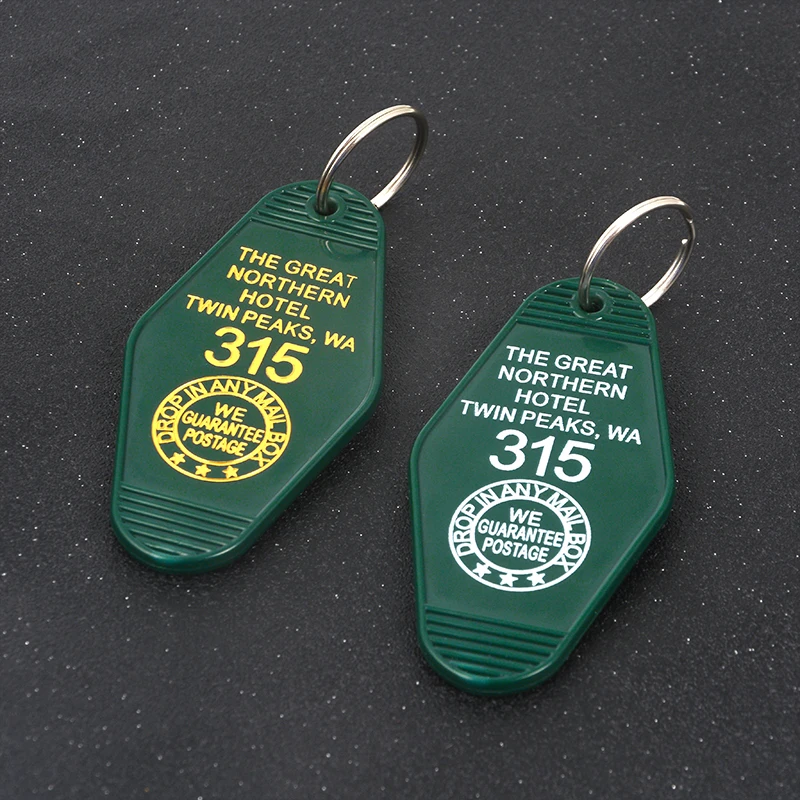 THE GREAT
NORTHERN
HOTEL
TWIN PEAKS, WA
315
DROP IN ANY MAIL BOX
WE
GUARANTEE
POSTAGE
THE GREAT
NORTHERN
HOTEL
TWIN PEAKS, WA
315
DROP IN ANY MAIL BOX
WE
GUARANTEE
POSTAGE